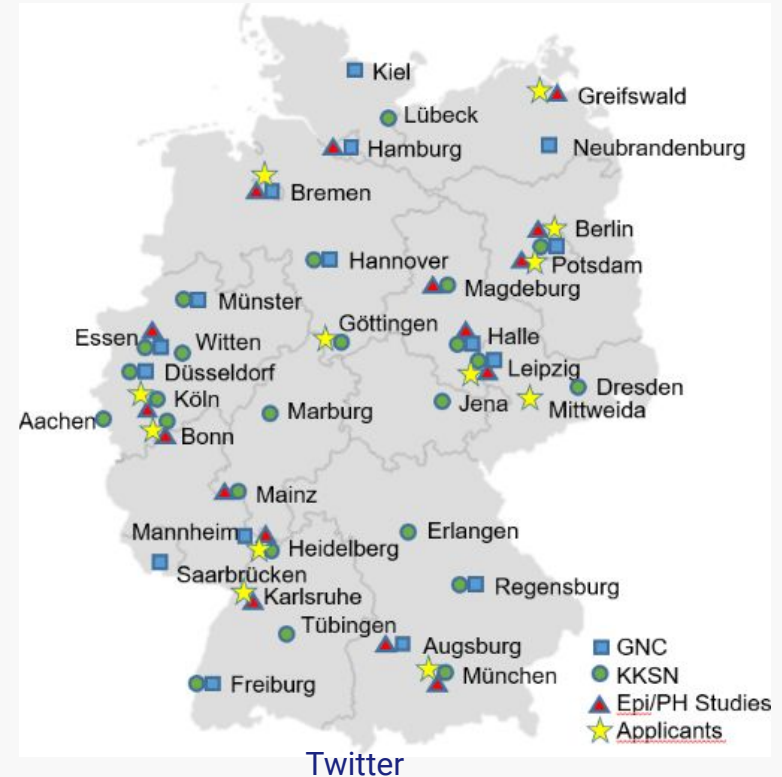 Kiel
Greifswald
Lübeck
Hamburg
Neubrandenburg
Bremen
Berlin
Hannover
Potsdam
Magdeburg
Münster
Göttingen
Essen
Witten
Halle
Düsseldorf
Leipzig
Dresden
Köln
Jena
Mittweida
Aachen
Marburg
Bonn
Mainz
Mannheim
Erlangen
Heidelberg
Saarbrücken
Regensburg
Karlsruhe
Tübingen
Augsburg
München
Freiburg
GNC
KKSN
Epi/PH Studies
Applicants
Twitter